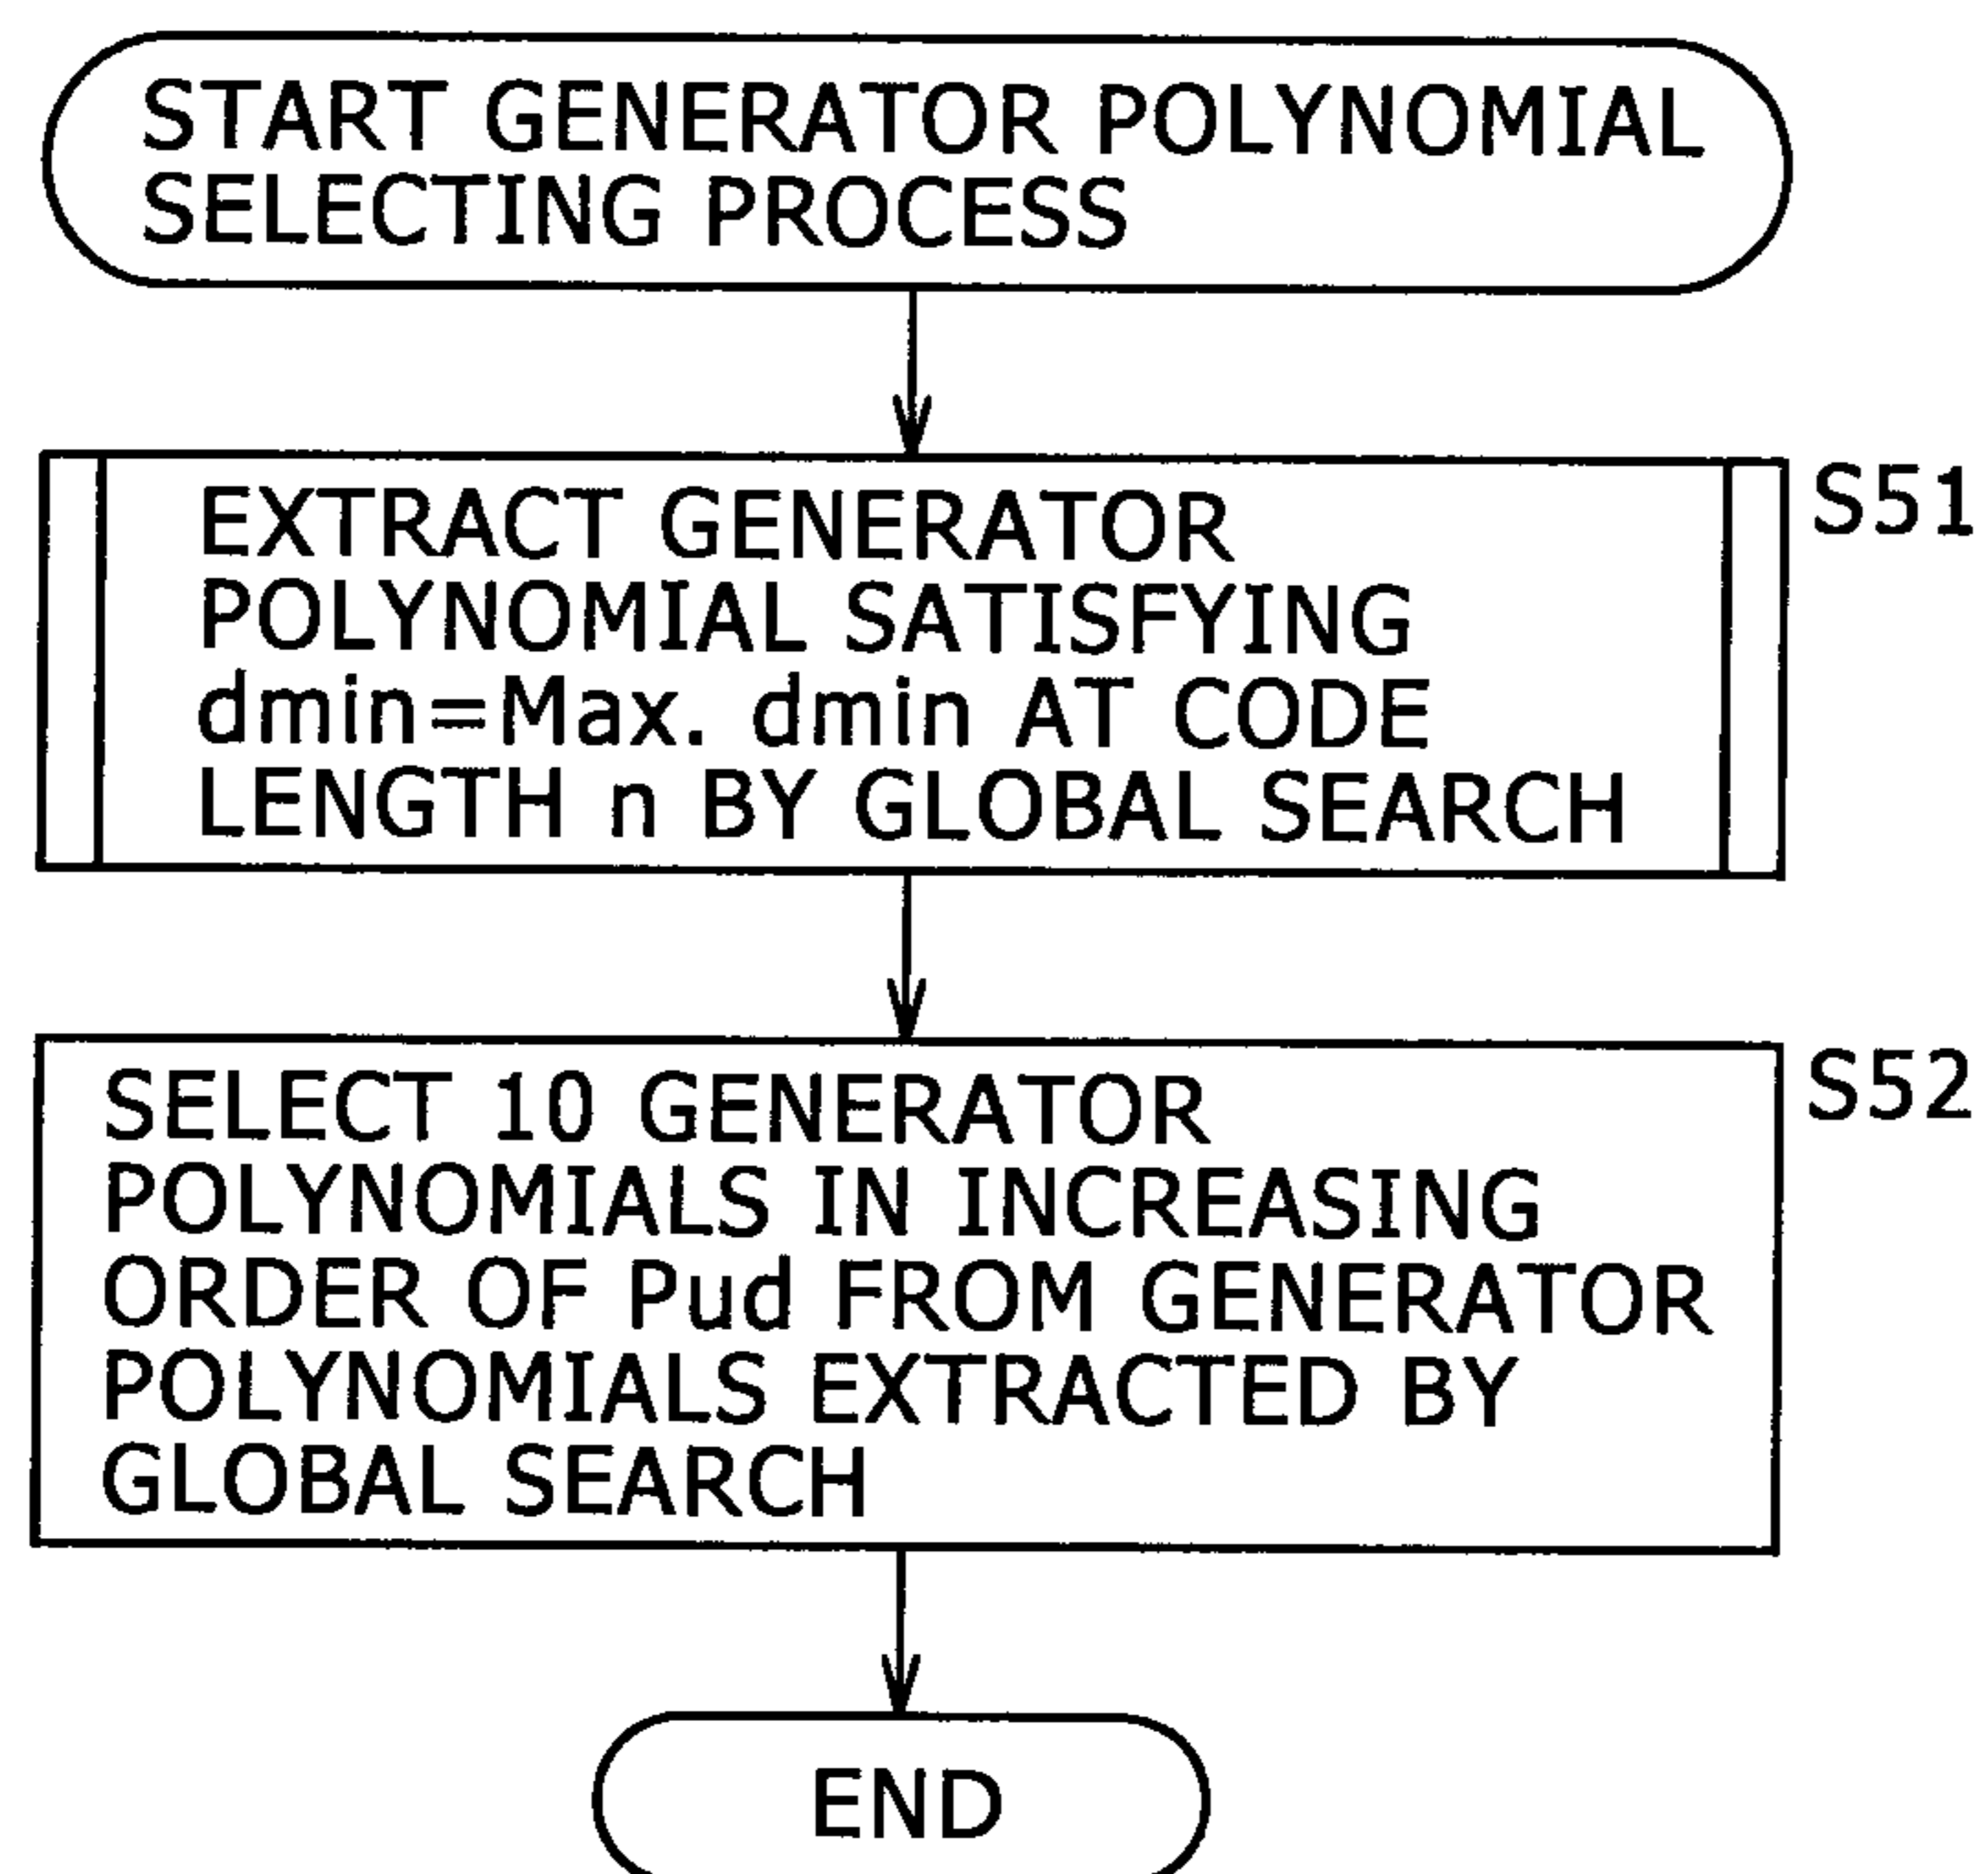 START GENERATOR POLYNOMIAL
SELECTING PROCESS
EXTRACT GENERATOR
POLYNOMIAL SATISFYING
dmin=Max. dmin AT CODE
LENGTH n BY GLOBAL SEARCH
S51
SELECT 10 GENERATOR
POLYNOMIALS IN INCREASING
ORDER OF Pud FROM GENERATOR
POLYNOMIALS EXTRACTED BY
GLOBAL SEARCH
S52
END